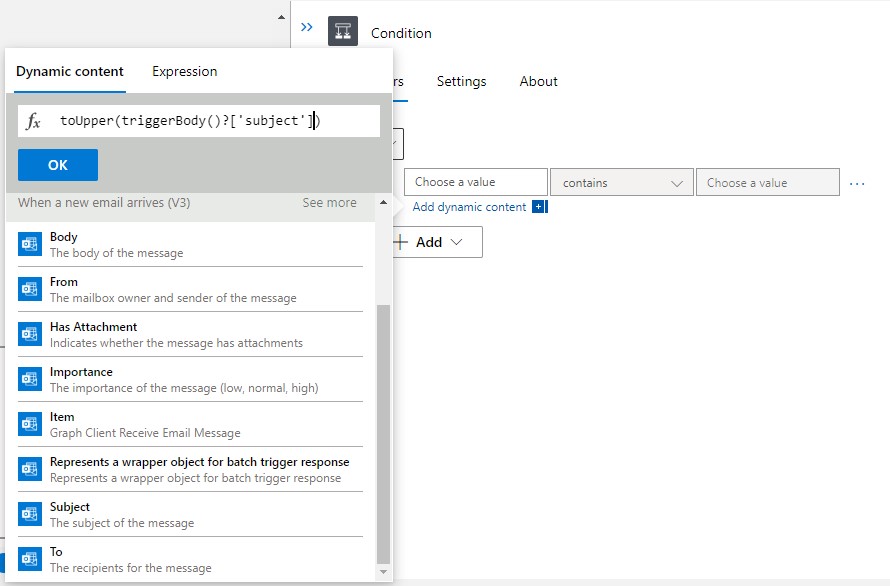 Condition
Dynamic content
Expression
rs
Settings
About
fx
toUpper(triggerBody()?['subject'])
OK
Choose a value
contains
Choose a value
...
Add dynamic content
When a new email arrives (V3)
See more
Add
Body
The body of the message
From
The mailbox owner and sender of the message
Has Attachment
Indicates whether the message has attachments
Importance
The importance of the message (low, normal, high)
Item
Graph Client Receive Email Message
Represents a wrapper object for batch trigger response
Represents a wrapper object for batch trigger response
Subject
The subject of the message
To
The recipients for the message